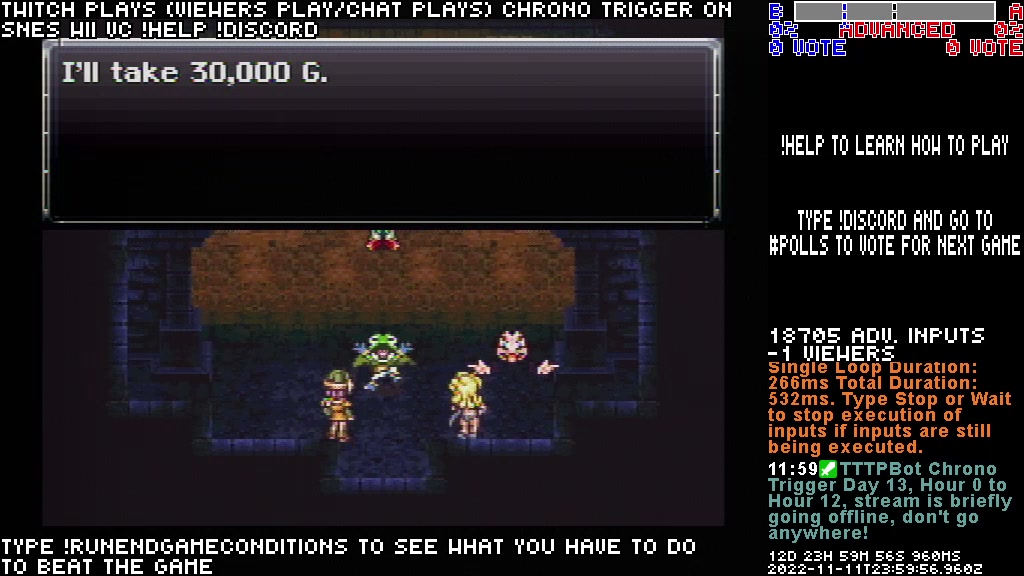 TWITCH PLAYS (VIEWERS PLAY/CHAT PLAYS) CHRONO TRIGGER ON
SNES WII VC !HELP !DISCORD
I'll take 30,000 G.
B A
0% ADVANCED 0%
0 VOTE 0 VOTE
!HELP TO LEARN HOW TO PLAY
TYPE !DISCORD AND GO TO
#POLLS TO VOTE FOR NEXT GAME
18705 ADV. INPUTS
-1 VIEWERS
Single Loop Duration:
266ms Total Duration:
532ms. Type Stop or Wait
to stop execution of
inputs if inputs are still
being executed.
11:59 TTTPBot Chrono
Trigger Day 13, Hour 0 to
Hour 12, stream is briefly
going offline, don't go
anywhere!
12D 23H 59M 56S 960MS
2022-11-11T23:59:56.960Z
TYPE !RUNENDGAMECONDITIONS TO SEE WHAT YOU HAVE TO DO
TO BEAT THE GAME